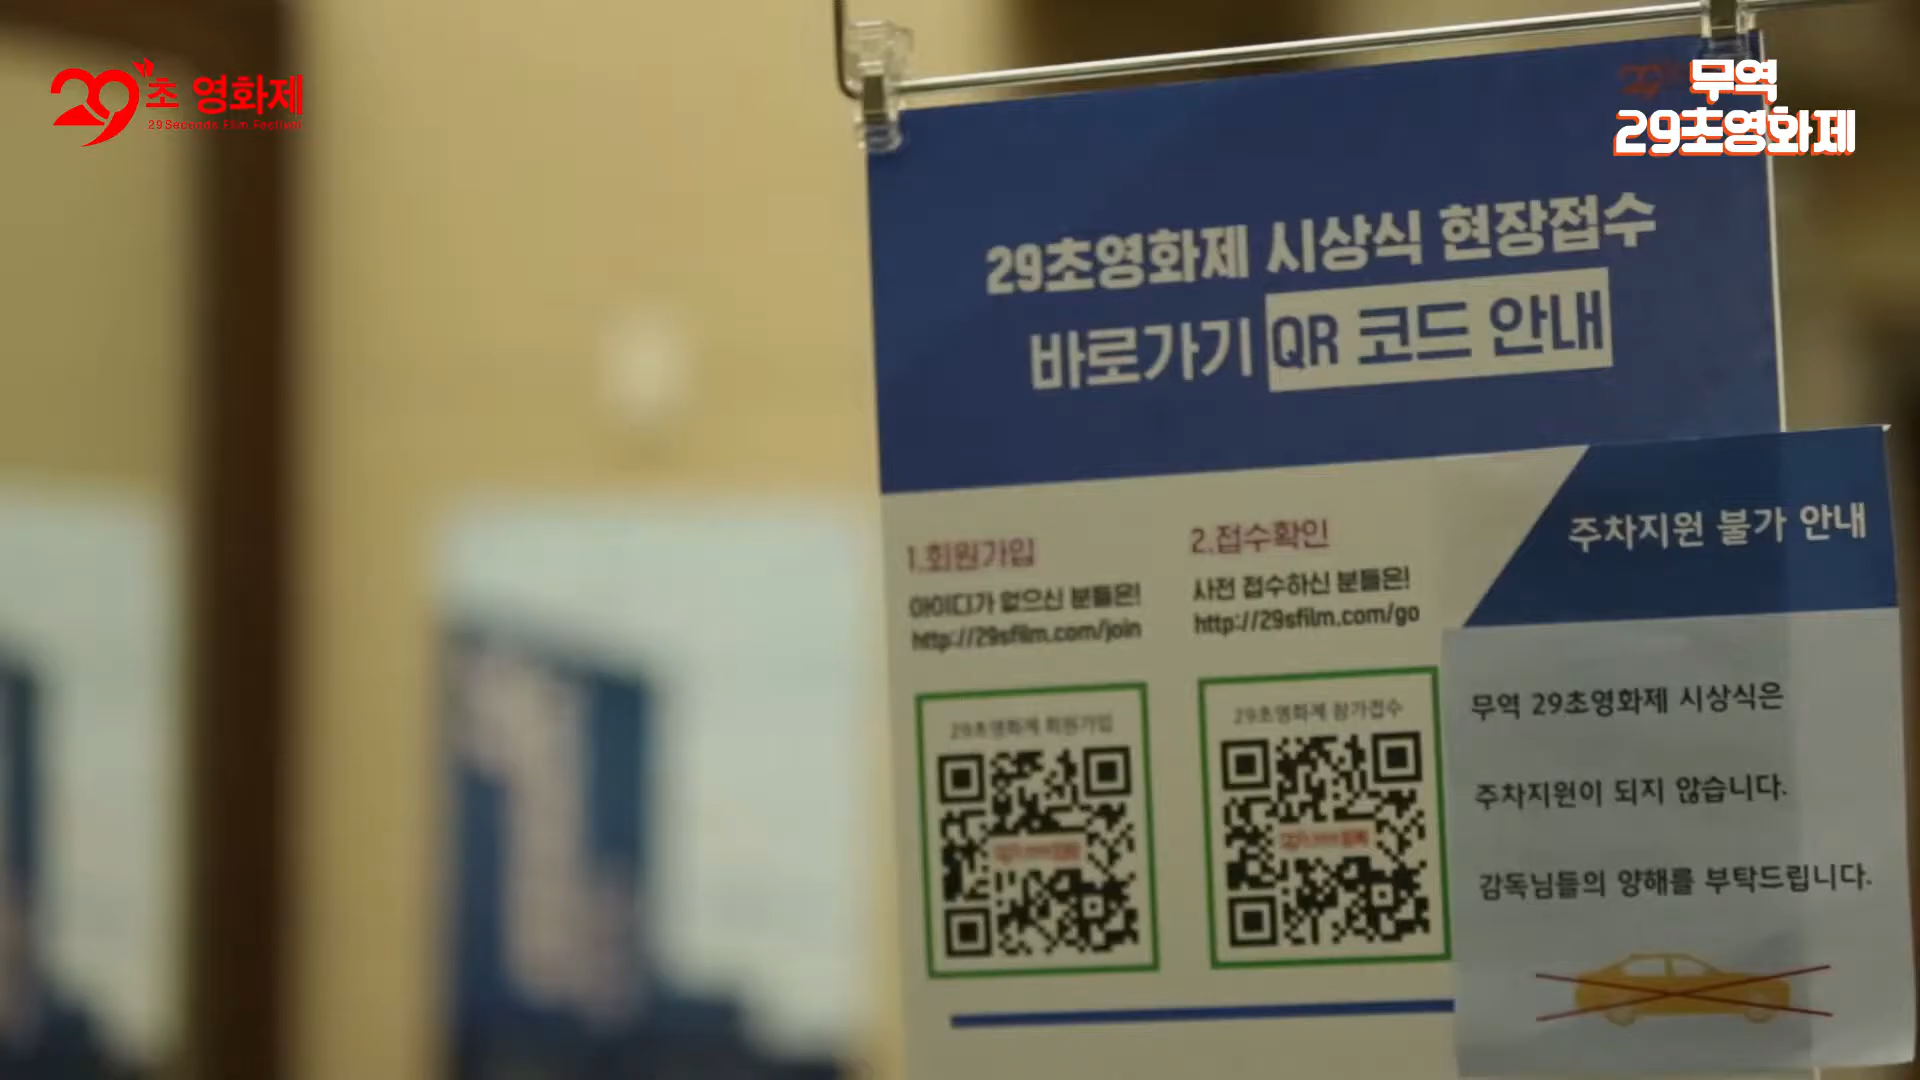 29초 영화제
29Seconds Film Festival
무역
29초영화제
29초영화제 시상식 현장접수
바로가기 QR 코드 안내
1.회원가입
아이디가 없으신 분들은!
http://29sfilm.com/join
29초영화제 회원가입
2.접수확인
사전 접수하신 분들은!
http://29sfilm.com/go
29초영화제 참가접수
주차지원 불가 안내
무역 29초영화제 시상식은
주차지원이 되지 않습니다.
감독님들의 양해를 부탁드립니다.